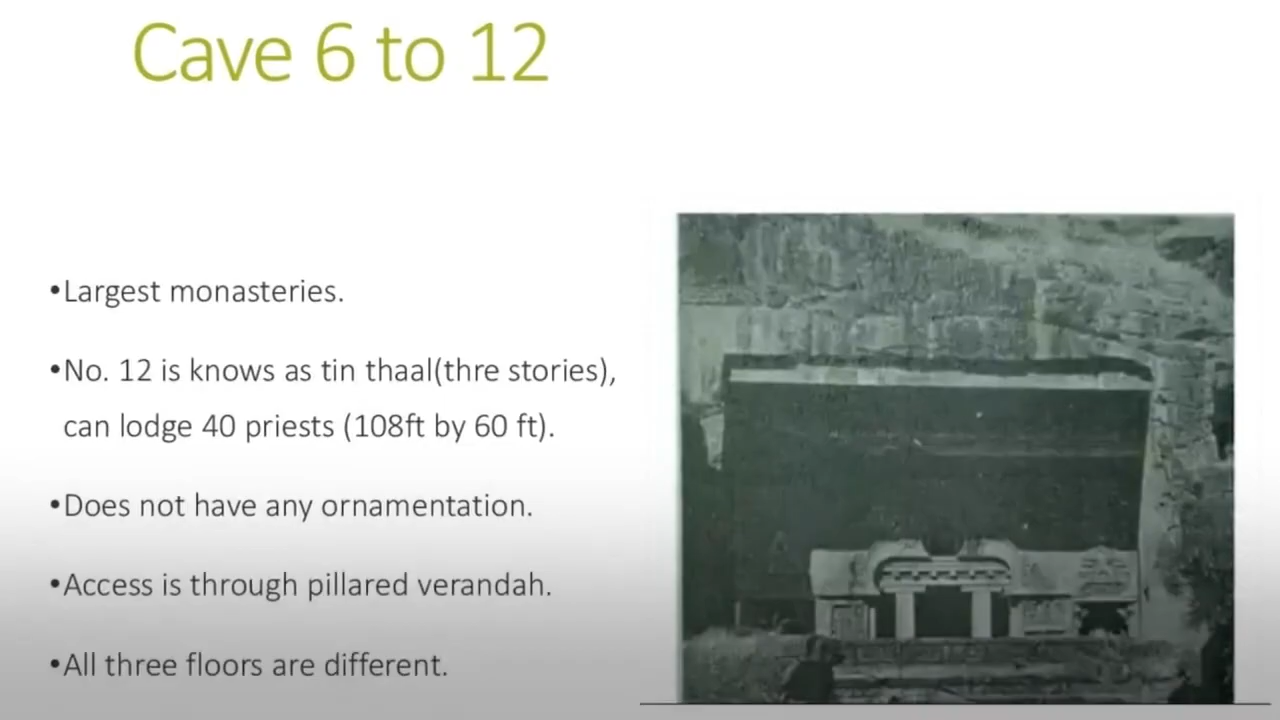 Cave 6 to 12
•Largest monasteries.
•No. 12 is knows as tin thaal(thre stories),
can lodge 40 priests (108ft by 60 ft).
•Does not have any ornamentation.
•Access is through pillared verandah.
•All three floors are different.